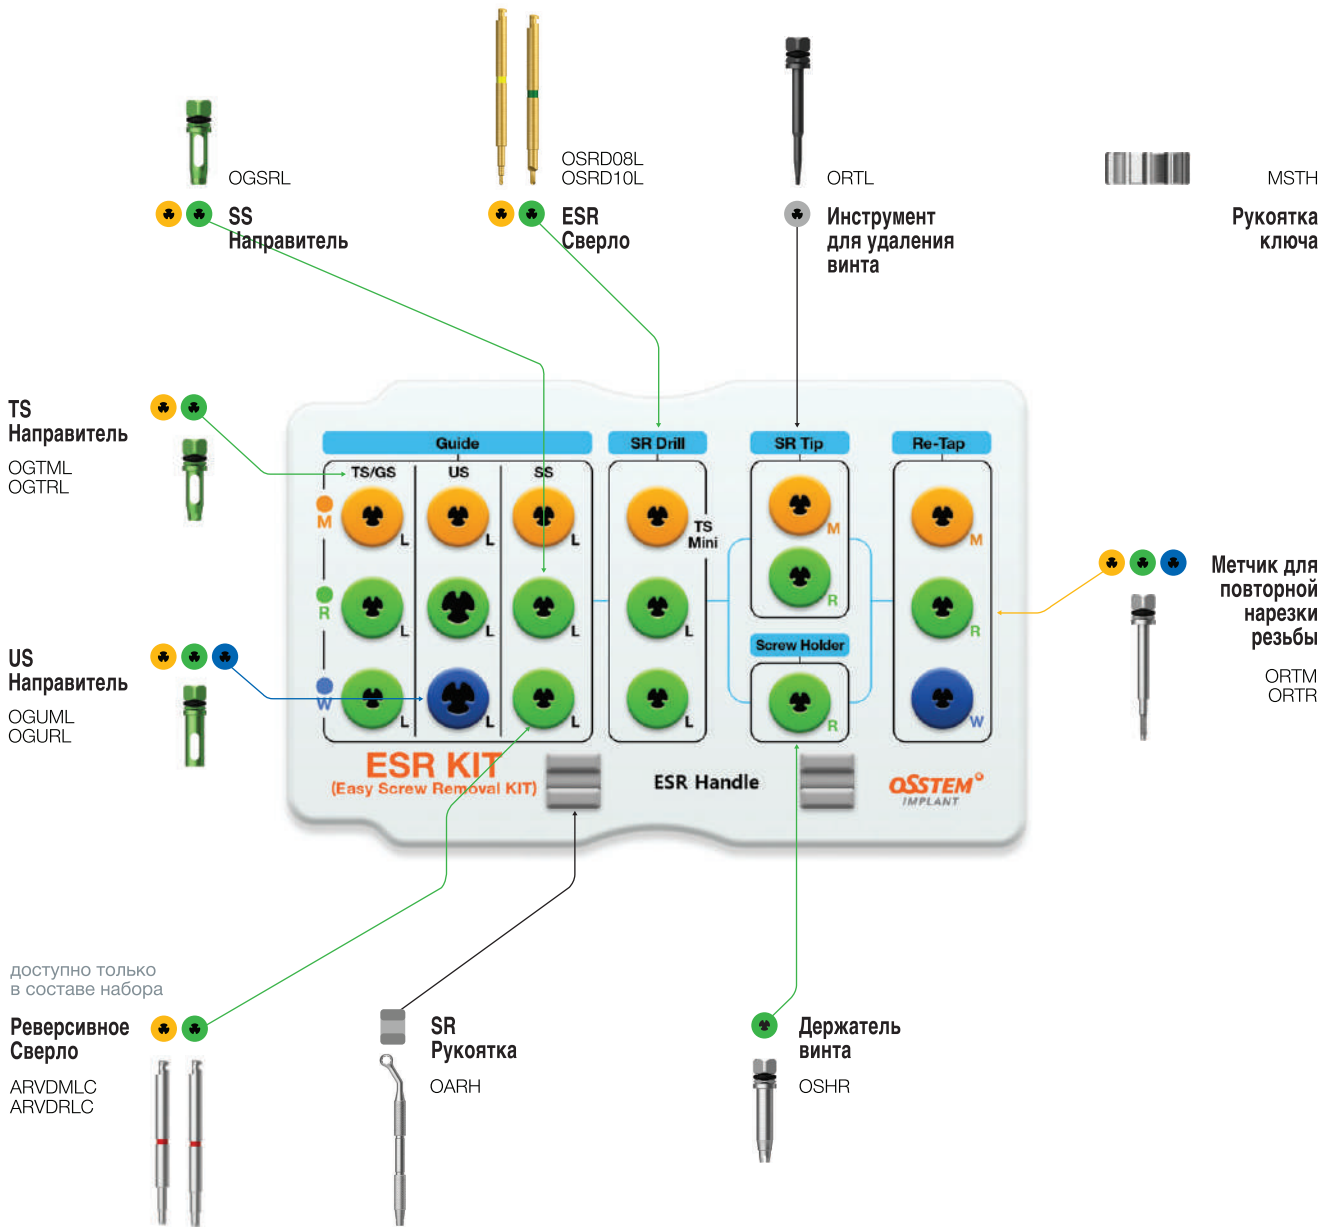 OGSRL
SS
Направитель
OSRD08L
OSRD10L
ESR
Сверло
ORTL
Инструмент
для удаления
винта
MSTH
Рукоятка
ключа
TS
Направитель
OGTML
OGTRL
US
Направитель
OGUML
OGURL
Guide
SR Drill
SR Tip
Re-Tap
TS/GS
US
SS
M
L
L
L
TS
Mini
M
M
R
L
L
L
L
R
R
Screw Holder
W
L
L
L
L
R
W
ESR KIT
(Easy Screw Removal KIT)
ESR Handle
OSSTEM
IMPLANT
Метчик для
повторной
нарезки
резьбы
ORTM
ORTR
доступно только
в составе набора
Реверсивное
Сверло
ARVDMLC
ARVDRLC
SR
Рукоятка
OARH
Держатель
винта
OSHR